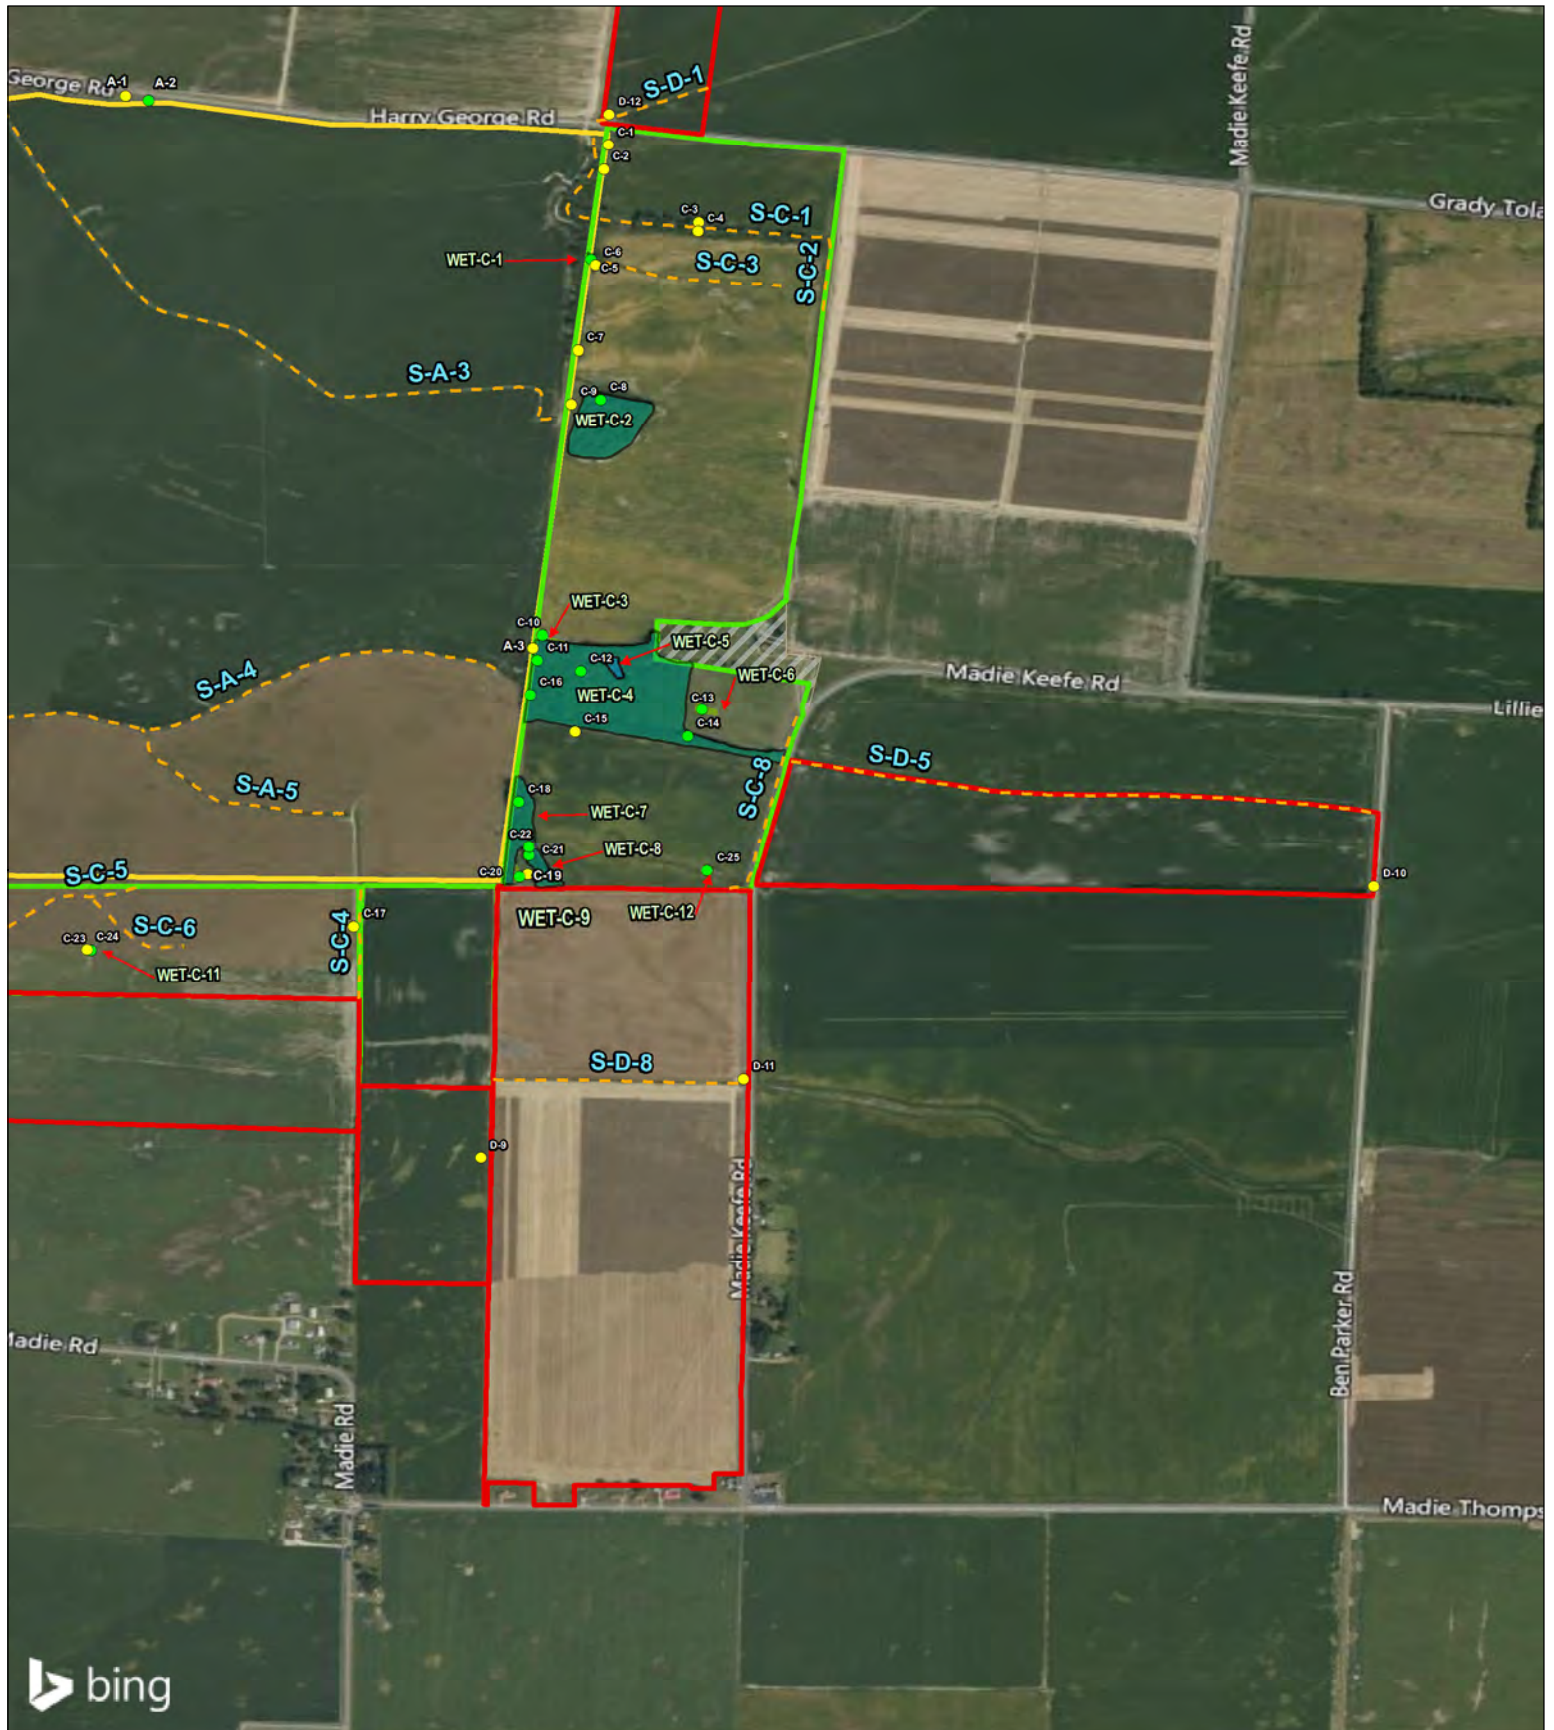 Madie Keefe Rd
George Rd
A-1
A-2
S-D-1
D-12
Harry George Rd
C-1
C-2
Grady Tola
C-3
C-4
S-C-1
WET-C-1
C-6
C-5
S-C-3
S-C-2
C-7
S-A-3
C-9
C-8
WET-C-2
WET-C-3
C-10
A-3
C-11
C-12
WET-C-5
S-A-4
C-16
WET-C-4
WET-C-6
Madie Keefe Rd
C-13
Lillie
C-15
C-14
S-A-5
S-C-8
S-D-5
C-18
WET-C-7
C-22
C-21
WET-C-8
C-20
C-19
C-25
S-C-5
D-10
WET-C-9
WET-C-12
S-C-6
S-C-4
C-17
C-23
C-24
WET-C-11
S-D-8
D-11
D-9
Madie Keefe Rd
Madie Rd
Ben Parker Rd
Madie Rd
Madie Thomps
bing